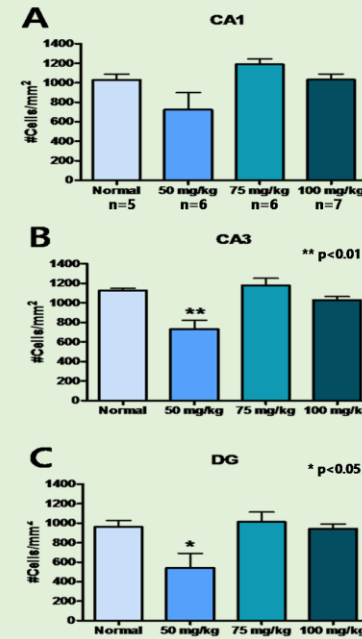 A
CA1
#Cells/mm²
1400
1200
1000
800
600
400
200
0
Normal 50 mg/kg 75 mg/kg 100 mg/kg
n=5 n=6 n=6 n=7
B
CA3
** p<0.01
#Cells/mm²
1400
1200
1000
800
600
400
200
0
**
Normal 50 mg/kg 75 mg/kg 100 mg/kg
C
DG
* p<0.05
#Cells/mm²
1400
1200
1000
800
600
400
200
0
*
Normal 50 mg/kg 75 mg/kg 100 mg/kg